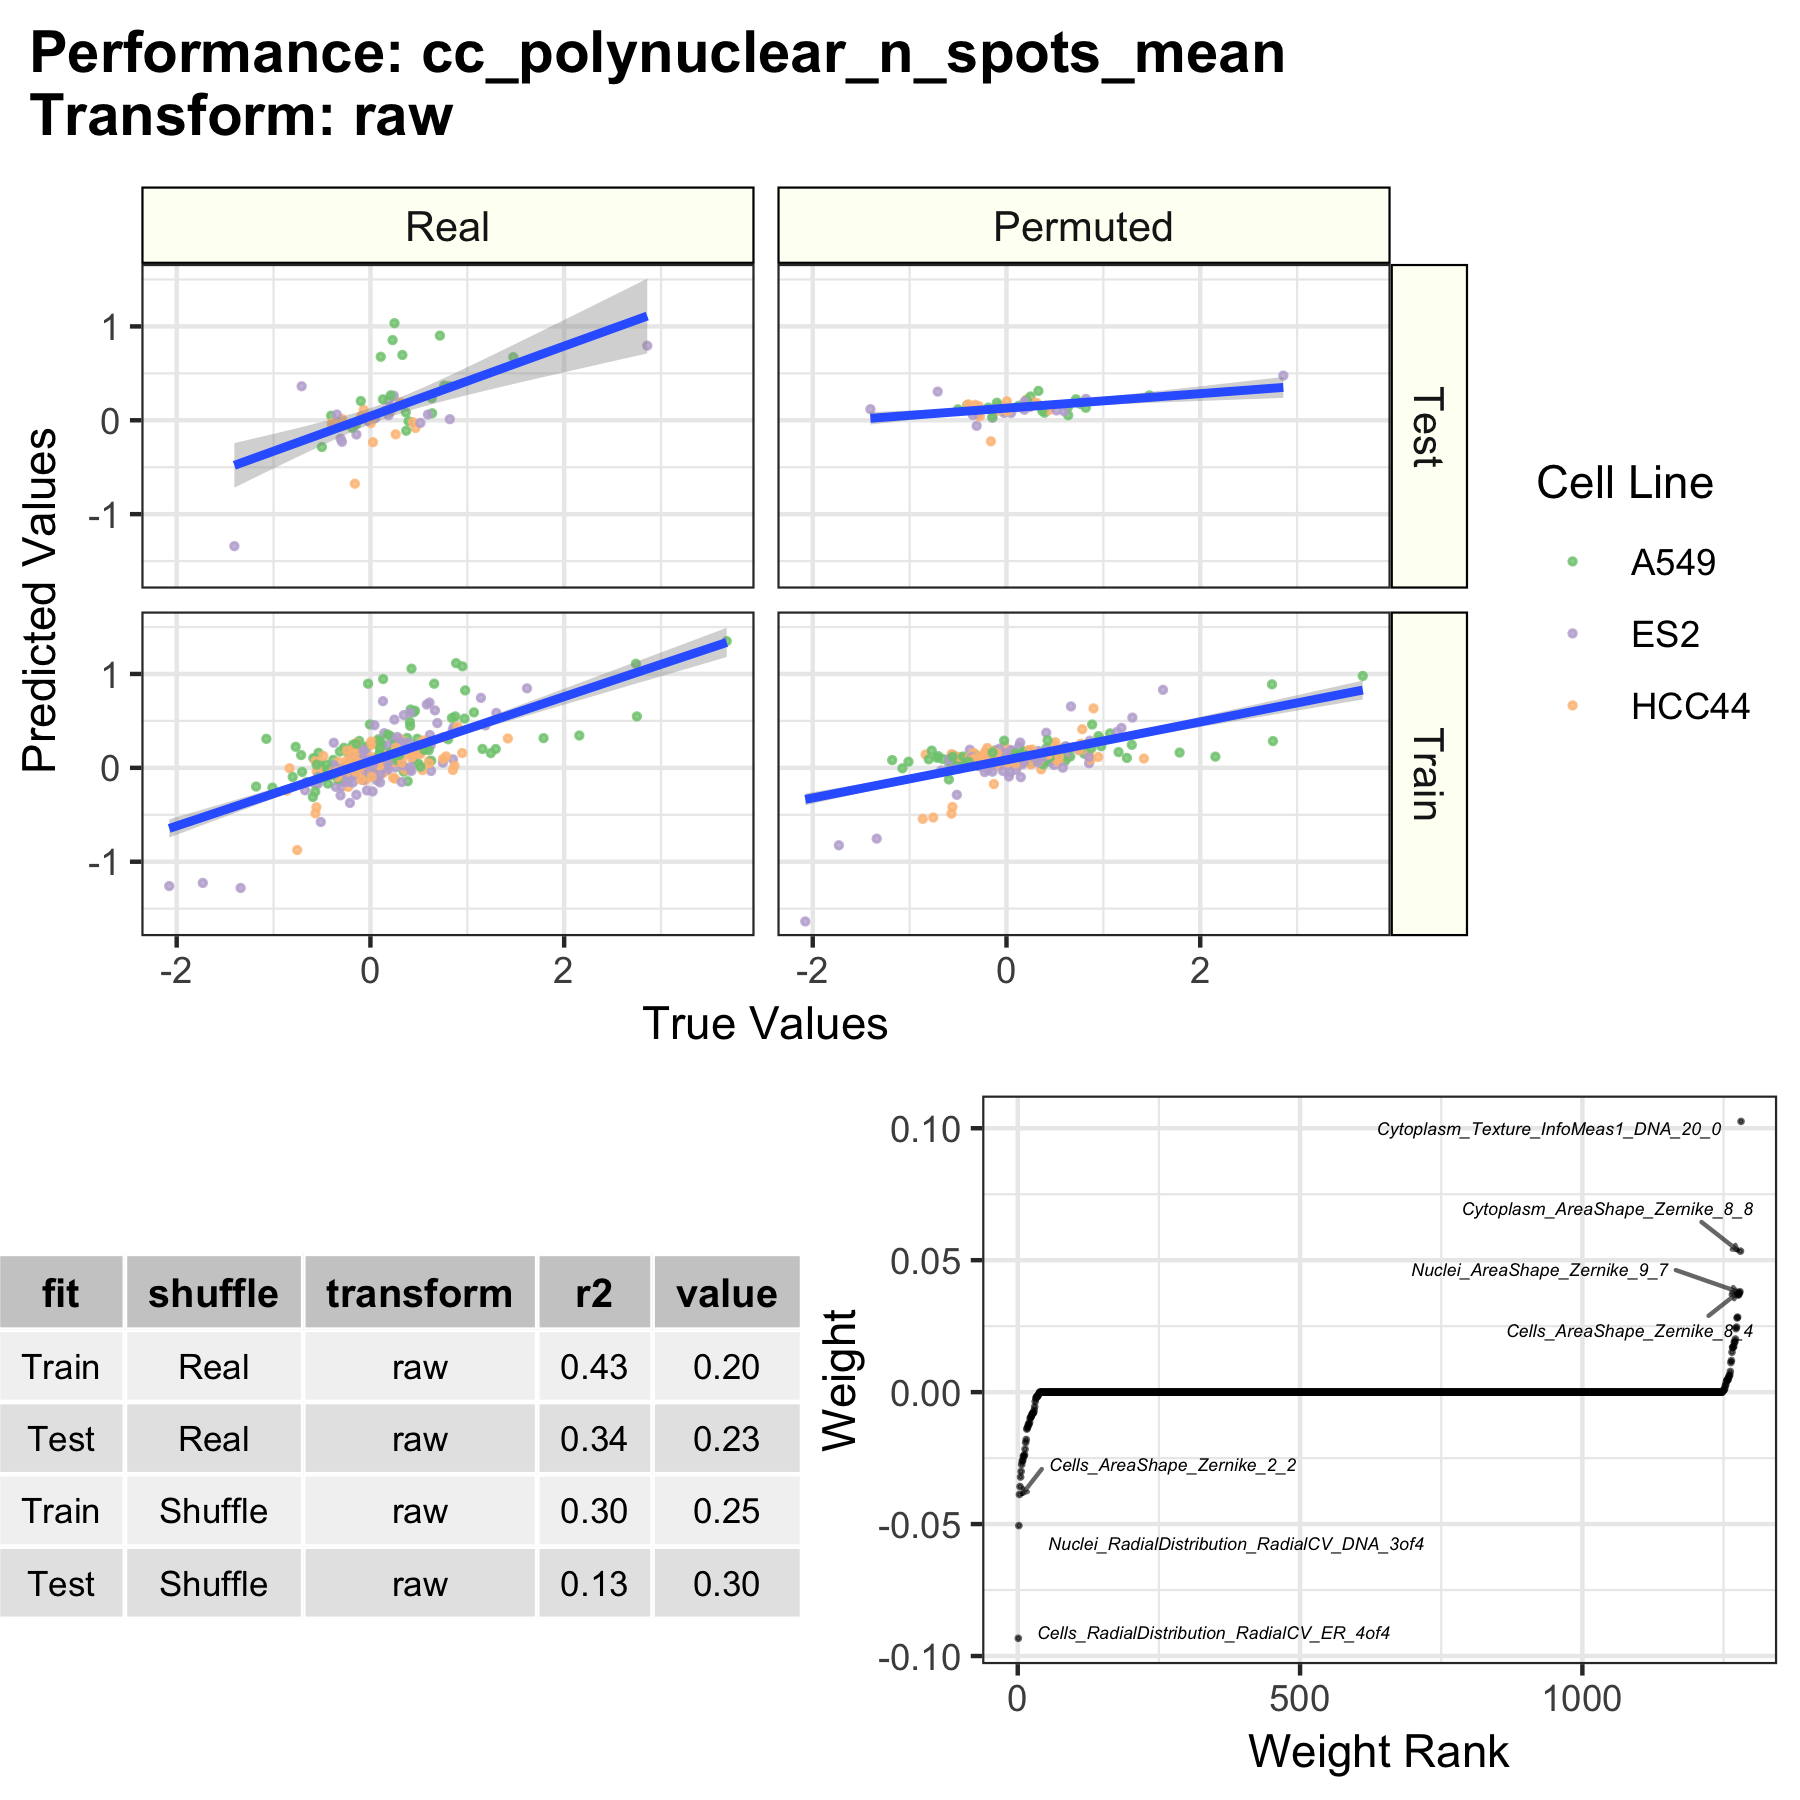 Performance: cc_polynuclear_n_spots_mean
Transform: raw
Real
Permuted
1
0
-1
Test
1
0
-1
Train
-2
0
2
-2
0
2
Predicted Values
True Values
Cell Line
A549
ES2
HCC44
fit shuffle transform r2 value
Train Real raw 0.43 0.20
Test Real raw 0.34 0.23
Train Shuffle raw 0.30 0.25
Test Shuffle raw 0.13 0.30
Weight
0.10
0.05
0.00
-0.05
-0.10
Cytoplasm_Texture_InfoMeas1_DNA_20_0
Cytoplasm_AreaShape_Zernike_8_8
Nuclei_AreaShape_Zernike_9_7
Cells_AreaShape_Zernike_8_4
Cells_AreaShape_Zernike_2_2
Nuclei_RadialDistribution_RadialCV_DNA_3of4
Cells_RadialDistribution_RadialCV_ER_4of4
0
500
1000
Weight Rank